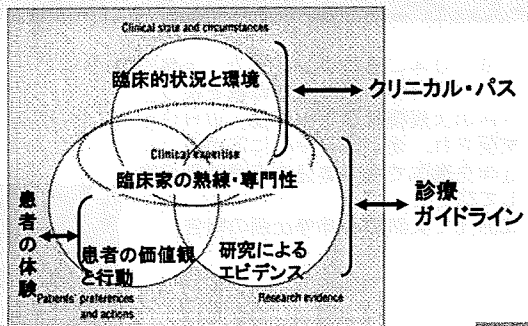 Clinical state and circumstances
臨床的状況と環境
クリニカル・パス
Clinical expertise
臨床家の熟練・専門性
診療
ガイドライン
患者の体験
患者の価値観
と行動
研究による
エビデンス
Patients' preferences
and actions
Research evidence